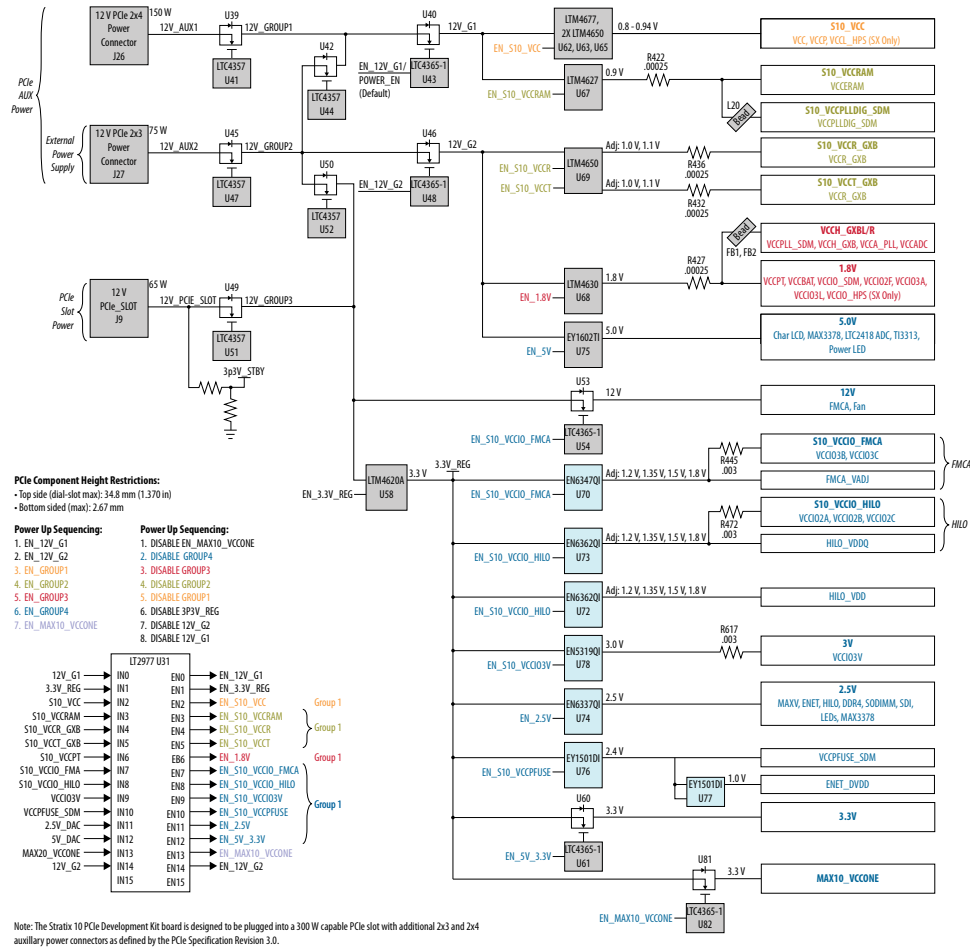 12 V PCIe 2x4
Power
Connector
J26
150 W
12V_AUX1
U39
12V_GROUP1
LTC4357
U41
U42
LTC4357
U44
U40
12V_G1
EN_12V_G1/
POWER_EN
(Default)
LTC4365-1
U43
PCIe
AUX
Power
External
Power
Supply
12 V PCIe 2x3
Power
Connector
J27
75 W
12V_AUX2
U45
12V_GROUP2
LTC4357
U47
U50
LTC4357
U52
U46
12V_G2
EN_12V_G2
LTC4365-1
U48
PCIe
Slot
Power
12 V
PCIe_SLOT
J9
65 W
12V_PCIE_SLOT
U49
12V_GROUP3
LTC4357
U51
3p3V_STBY
EN_S10_VCC
LTM4677,
2X LTM4650
U62, U63, U65
0.8 - 0.94 V
S10_VCC
VCC, VCCP, VCCL_HPS (SX Only)
EN_S10_VCCRAM
LTM4627
U67
0.9 V
R422
.00025
S10_VCCRAM
VCCERAM
L20
Bead
S10_VCCPLLDIG_SDM
VCCPLLDIG_SDM
EN_S10_VCCR
EN_S10_VCCT
LTM4650
U69
Adj: 1.0 V, 1.1 V
R436
.00025
S10_VCCR_GXB
VCCR_GXB
Adj: 1.0 V, 1.1 V
R432
.00025
S10_VCCT_GXB
VCCR_GXB
Bead
FB1, FB2
VCCH_GXBL/R
VCCPLL_SDM, VCCH_GXB, VCCA_PLL, VCCADC
EN_1.8V
LTM4630
U68
1.8 V
R427
.00025
1.8V
VCCPT, VCCBAT, VCCIO_SDM, VCCIO2F, VCCIO3A,
VCCIO3L, VCCIO_HPS (SX Only)
EN_5V
EY1602TI
U75
5.0 V
5.0V
Char LCD, MAX3378, LTC2418 ADC, TI3313,
Power LED
U53
12 V
EN_S10_VCCIO_FMCA
LTC4365-1
U54
12V
FMCA, Fan
EN_3.3V_REG
LTM4620A
U58
3.3 V
3.3V_REG
EN_S10_VCCIO_FMCA
EN6347QI
U70
Adj: 1.2 V, 1.35 V, 1.5 V, 1.8 V
R445
.003
S10_VCCIO_FMCA
VCCIO3B, VCCIO3C
FMCA_VADJ
FMCA
EN_S10_VCCIO_HILO
EN6362QI
U73
Adj: 1.2 V, 1.35 V, 1.5 V, 1.8 V
R472
.003
S10_VCCIO_HILO
VCCIO2A, VCCIO2B, VCCIO2C
HILO_VDDQ
HILO
EN_S10_VCCIO_HILO
EN6362QI
U72
Adj: 1.2 V, 1.35 V, 1.5 V, 1.8 V
HILO_VDD
EN_S10_VCCIO3V
EN5319QI
U78
3.0 V
R617
.003
3V
VCCIO3V
EN_2.5V
EN6337QI
U74
2.5 V
2.5V
MAXV, ENET, HILO, DDR4, SODIMM, SDI,
LEDs, MAX3378
EN_S10_VCCPFUSE
EY1501DI
U76
2.4 V
VCCPFUSE_SDM
EY1501DI
U77
1.0 V
ENET_DVDD
U60
3.3 V
EN_5V_3.3V
LTC4365-1
U61
3.3V
U81
3.3 V
EN_MAX10_VCCONE
LTC4365-1
U82
MAX10_VCCONE
PCIe Component Height Restrictions:
• Top side (dial-slot max): 34.8 mm (1.370 in)
• Bottom sided (max): 2.67 mm
Power Up Sequencing:
1. EN_12V_G1
2. EN_12V_G2
3. EN_GROUP1
4. EN_GROUP2
5. EN_GROUP3
6. EN_GROUP4
7. EN_MAX10_VCCONE
Power Up Sequencing:
1. DISABLE EN_MAX10_VCCONE
2. DISABLE GROUP4
3. DISABLE GROUP3
4. DISABLE GROUP2
5. DISABLE GROUP1
6. DISABLE 3P3V_REG
7. DISABLE 12V_G2
8. DISABLE 12V_G1
LT2977 U31
12V_G1 IN0 EN0 EN_12V_G1
3.3V_REG IN1 EN1 EN_3.3V_REG
S10_VCC IN2 EN2 EN_S10_VCC Group 1
S10_VCCRAM IN3 EN3 EN_S10_VCCRAM
S10_VCCR_GXB IN4 EN4 EN_S10_VCCR Group 1
S10_VCCT_GXB IN5 EN5 EN_S10_VCCT
S10_VCCPT IN6 EB6 EN_1.8V Group 1
S10_VCCIO_FMA IN7 EN7 EN_S10_VCCIO_FMCA
S10_VCCIO_HILO IN8 EN8 EN_S10_VCCIO_HILO
VCCIO3V IN9 EN9 EN_S10_VCCIO3V Group 1
VCCPFUSE_SDM IN10 EN10 EN_S10_VCCPFUSE
2.5V_DAC IN11 EN11 EN_2.5V
5V_DAC IN12 EN12 EN_5V_3.3V
MAX20_VCCONE IN13 EN13 EN_MAX10_VCCONE
12V_G2 IN14 EN14 EN_12V_G2
IN15 EN15
Note: The Stratix 10 PCIe Development Kit board is designed to be plugged into a 300 W capable PCIe slot with additional 2x3 and 2x4
auxillary power connectors as defined by the PCIe Specification Revision 3.0.